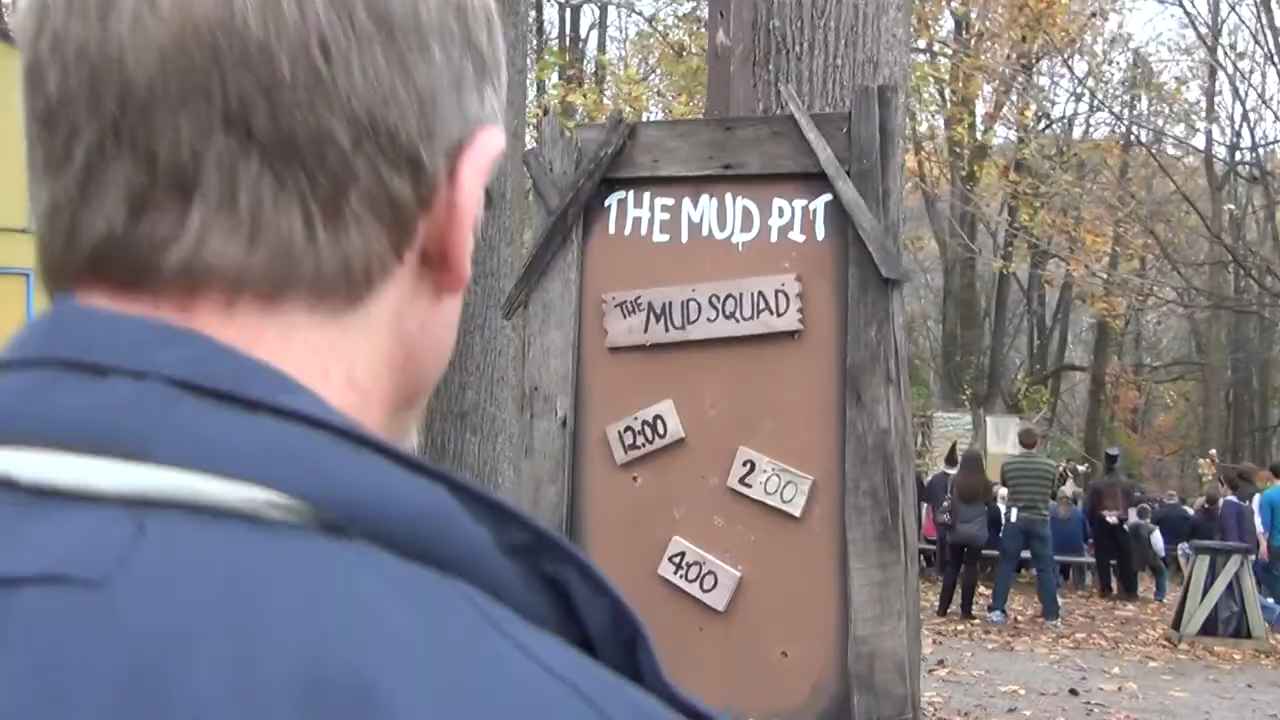 THE MUD PIT
THE MUD SQUAD
12:00
2:00
4:00